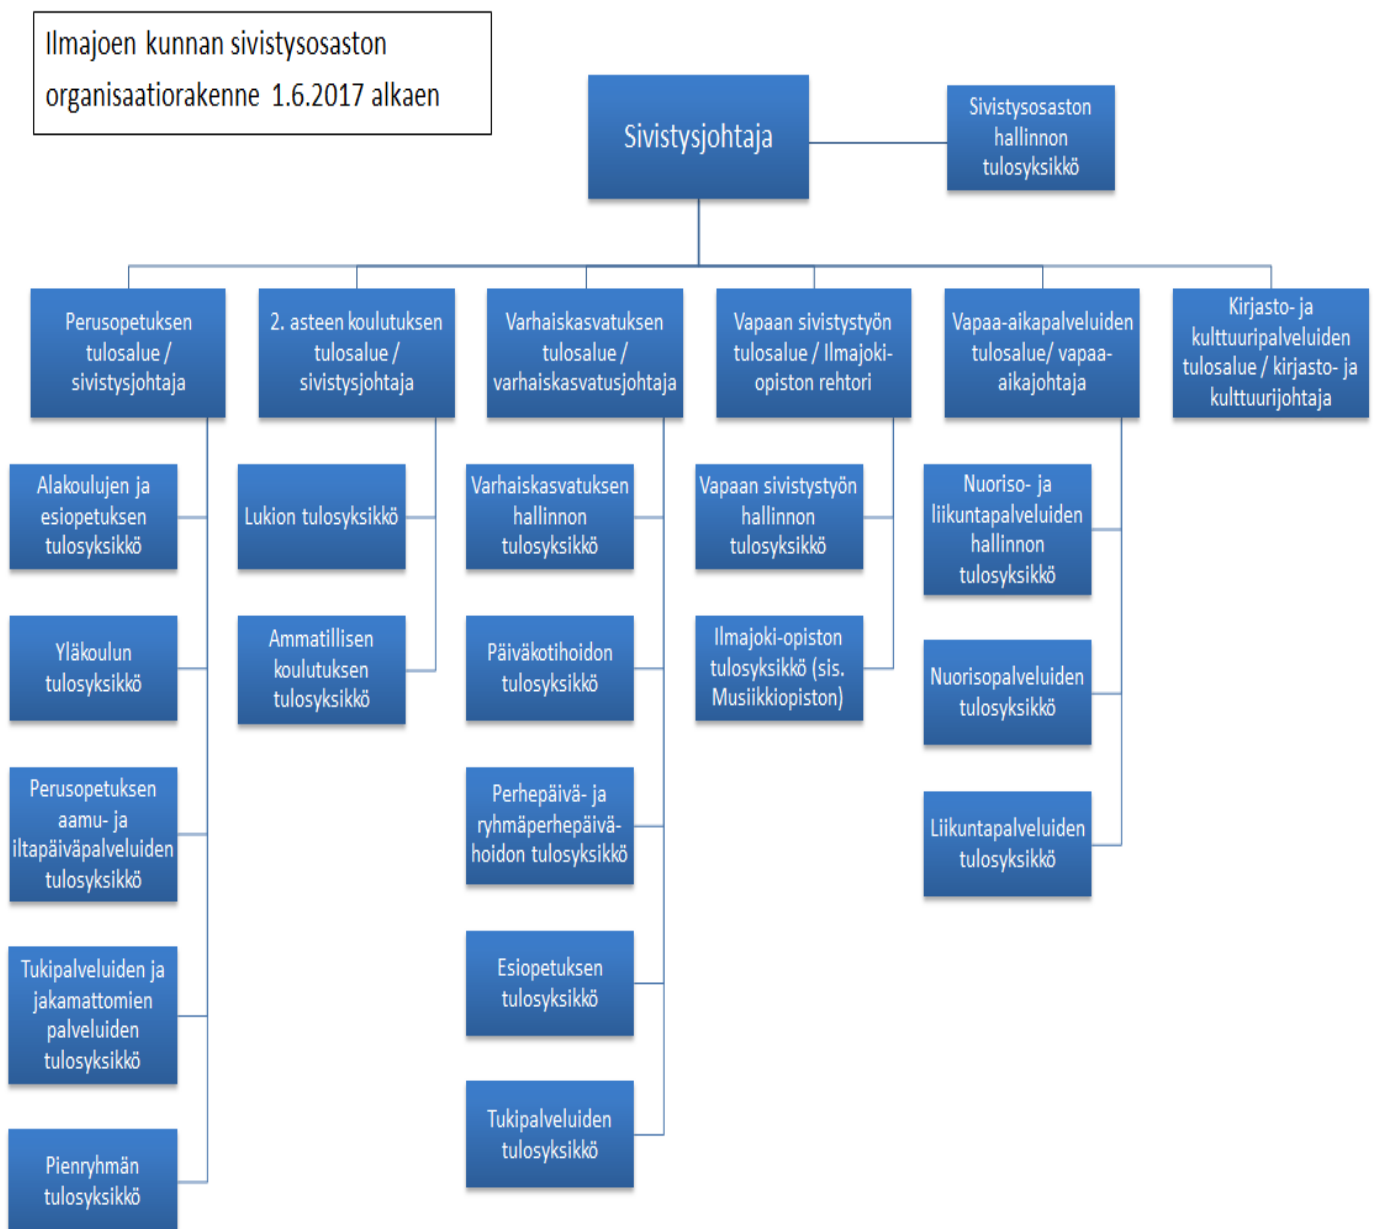 Ilmajoen kunnan sivistysosaston
organisaatiorakenne 1.6.2017 alkaen
Sivistysjohtaja
Sivistysosaston
hallinnon
tulosyksikkö
Perusopetuksen
tulosalue /
sivistysjohtaja
2. asteen koulutuksen
tulosalue /
sivistysjohtaja
Varhaiskasvatuksen
tulosalue /
varhaiskasvatusjohtaja
Vapaan sivistystyön
tulosalue / Ilmajoki-
opiston rehtori
Vapaa-aikapalveluiden
tulosalue/ vapaa-
aikajohtaja
Kirjasto- ja
kulttuuripalveluiden
tulosalue / kirjasto- ja
kulttuurijohtaja
Alakoulujen ja
esiopetuksen
tulosyksikkö
Yläkoulun
tulosyksikkö
Perusopetuksen
aamu- ja
iltapäiväpalveluiden
tulosyksikkö
Tukipalveluiden ja
jakamattomien
palveluiden
tulosyksikkö
Pienryhmän
tulosyksikkö
Lukion tulosyksikkö
Ammatillisen
koulutuksen
tulosyksikkö
Varhaiskasvatuksen
hallinnon
tulosyksikkö
Päiväkotihoidon
tulosyksikkö
Perhepäivä- ja
ryhmäperhepäivä-
hoidon tulosyksikkö
Esiopetuksen
tulosyksikkö
Tukipalveluiden
tulosyksikkö
Vapaan sivistystyön
hallinnon
tulosyksikkö
Ilmajoki-opiston
tulosyksikkö (sis.
Musiikkiopiston)
Nuoriso- ja
liikuntapalveluiden
hallinnon
tulosyksikkö
Nuorisopalveluiden
tulosyksikkö
Liikuntapalveluiden
tulosyksikkö